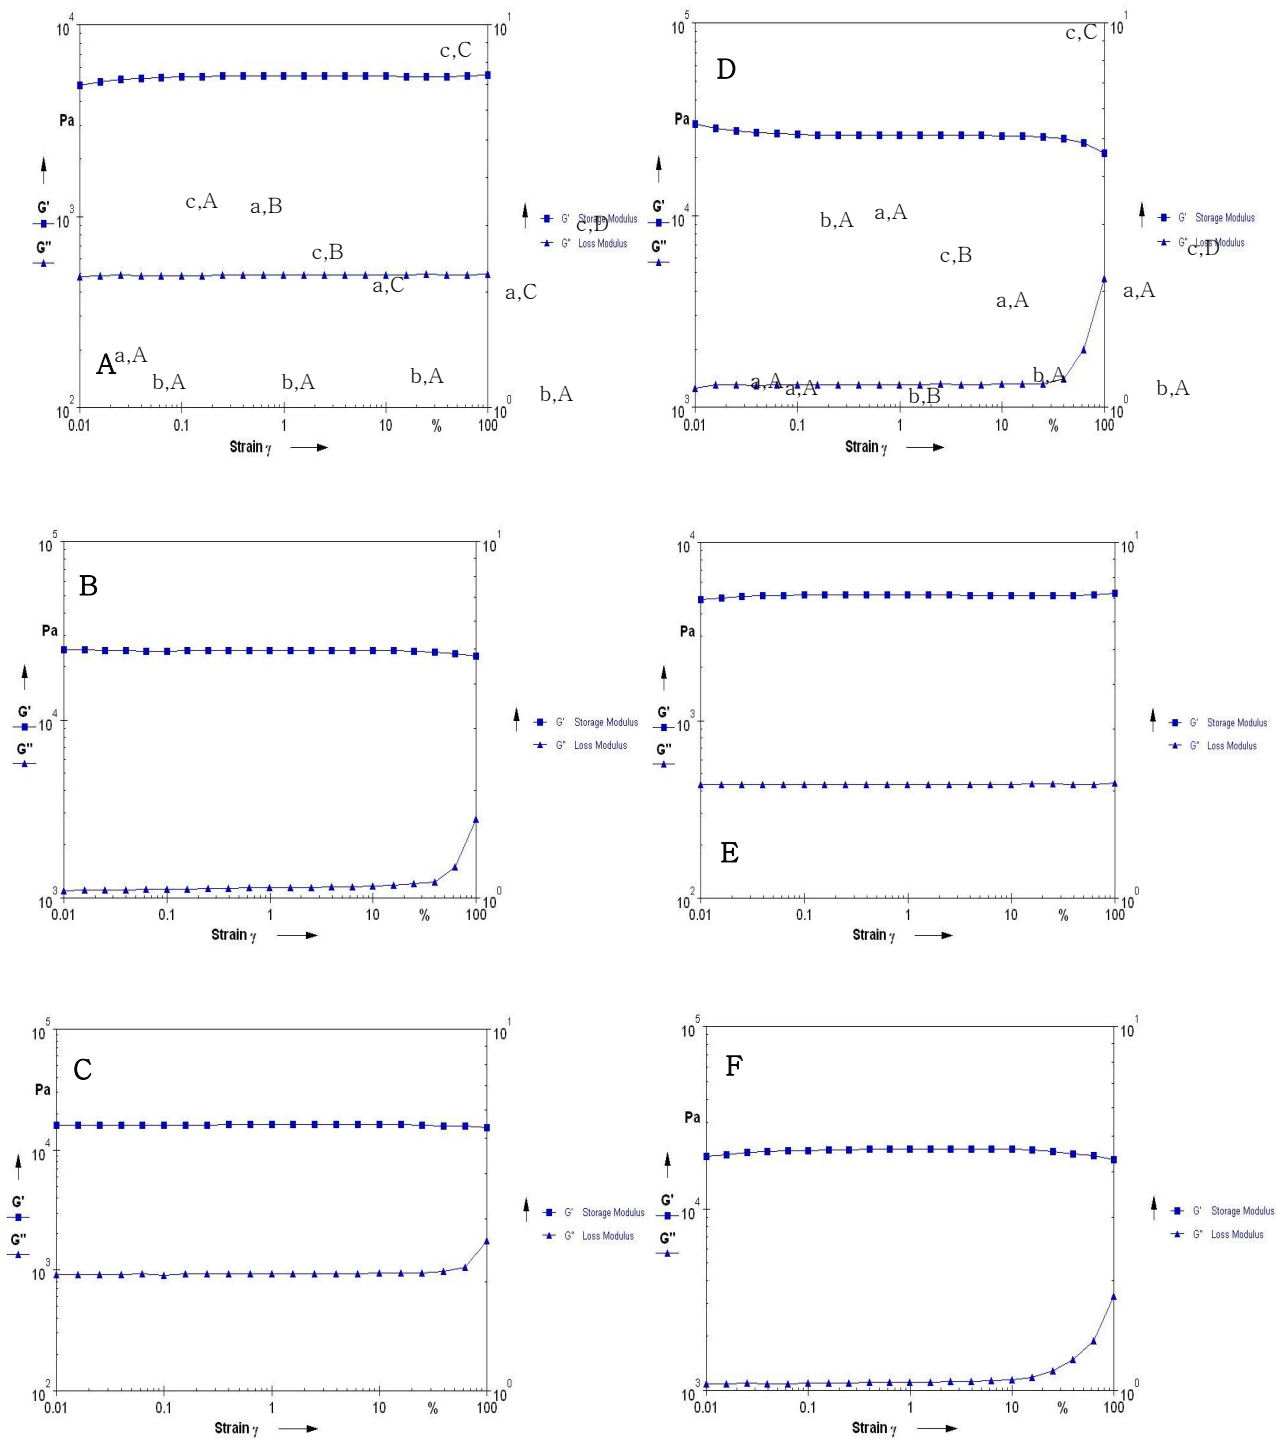 10^4
10^1
c,C
Pa
c,A
a,B
G'
10^3
G' Storage Modulus
c,D
G"
G" Loss Modulus
c,B
a,C
a,C
A
a,A
b,A
b,A
b,A
b,A
10^2
10^0
0.01 0.1 1 10 % 100
Strain γ
10^5
10^1
c,C
D
Pa
b,A
a,A
G'
10^4
G' Storage Modulus
G"
G" Loss Modulus
c,D
c,B
a,A
a,A
a,A
a,A
b,A
b,B
b,A
10^3
10^0
0.01 0.1 1 10 % 100
Strain γ
10^5
10^1
B
Pa
G'
10^4
G' Storage Modulus
G"
G" Loss Modulus
10^3
10^0
0.01 0.1 1 10 % 100
Strain γ
10^4
10^1
Pa
G'
10^3
G' Storage Modulus
G"
G" Loss Modulus
E
10^2
10^0
0.01 0.1 1 10 % 100
Strain γ
10^5
10^1
C
Pa
10^4
G'
G' Storage Modulus
G"
G" Loss Modulus
10^3
10^2
10^0
0.01 0.1 1 10 % 100
Strain γ
10^5
10^1
F
Pa
G'
10^4
G' Storage Modulus
G"
G" Loss Modulus
10^3
10^0
0.01 0.1 1 10 % 100
Strain γ